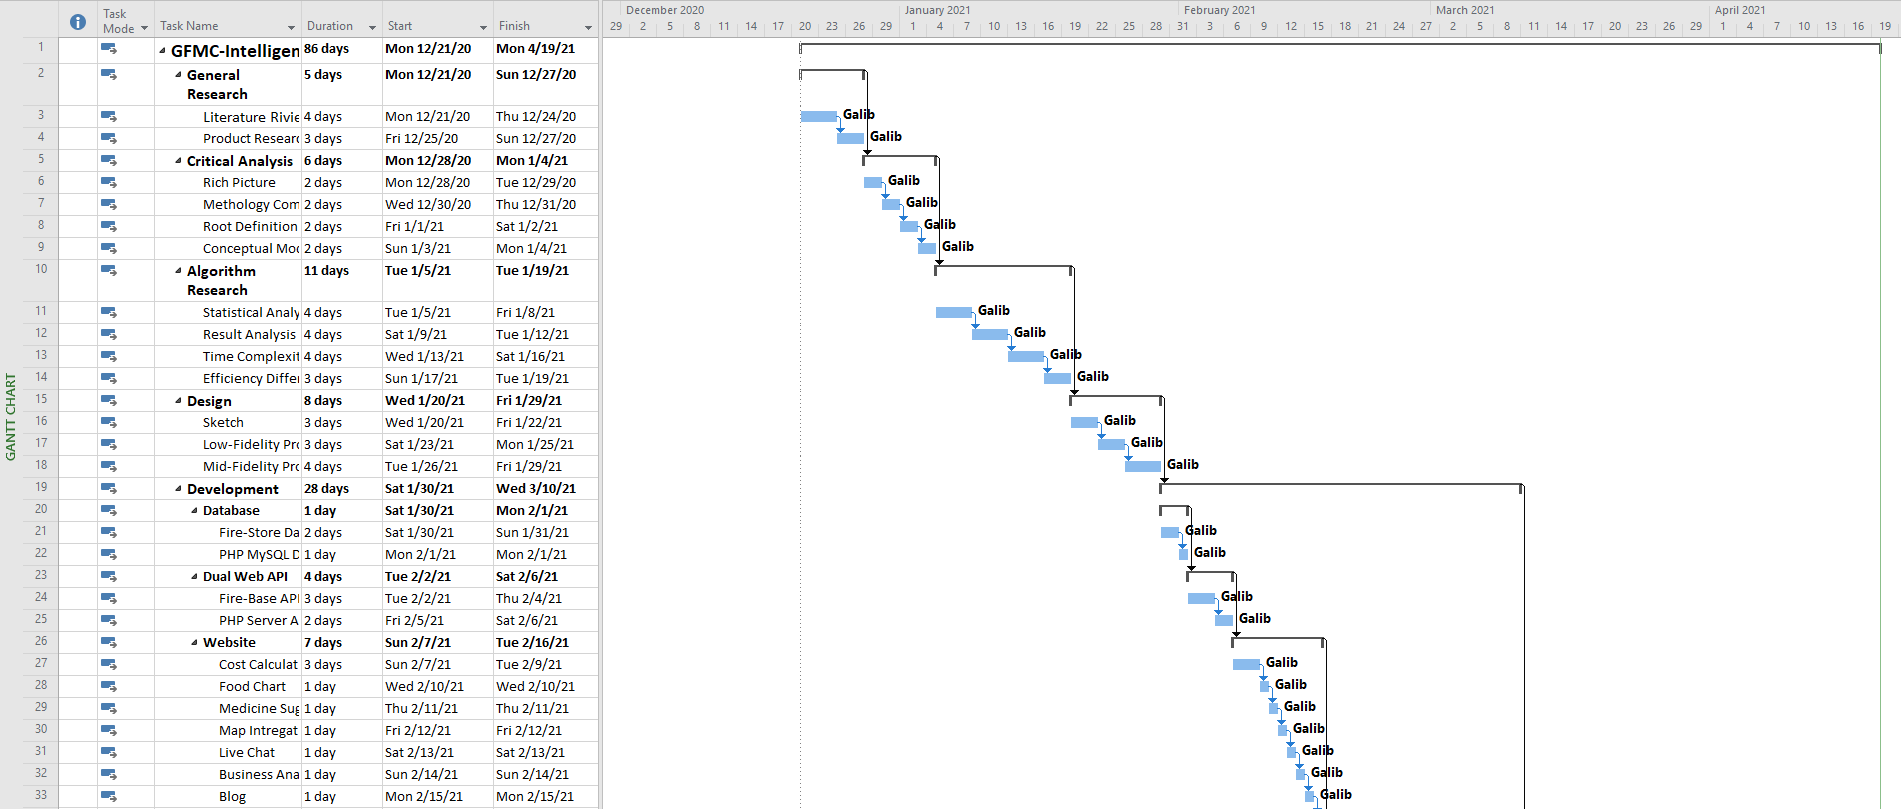 December 2020 January 2021 February 2021 March 2021 April 2021
Task Mode Task Name Duration Start Finish
29 2 5 8 11 14 17 20 23 26 29 1 4 7 10 13 16 19 22 25 28 31 3 6 9 12 15 18 21 24 27 2 5 8 11 14 17 20 23 26 29 1 4 7 10 13 16 19
GANTT CHART
1 GFMC-Intelligen 86 days Mon 12/21/20 Mon 4/19/21
2 General Research 5 days Mon 12/21/20 Sun 12/27/20
3 Literature Rivie 4 days Mon 12/21/20 Thu 12/24/20 Galib
4 Product Researc 3 days Fri 12/25/20 Sun 12/27/20 Galib
5 Critical Analysis 6 days Mon 12/28/20 Mon 1/4/21
6 Rich Picture 2 days Mon 12/28/20 Tue 12/29/20 Galib
7 Methology Com 2 days Wed 12/30/20 Thu 12/31/20 Galib
8 Root Definition 2 days Fri 1/1/21 Sat 1/2/21 Galib
9 Conceptual Moc 2 days Sun 1/3/21 Mon 1/4/21 Galib
10 Algorithm Research 11 days Tue 1/5/21 Tue 1/19/21
11 Statistical Analy 4 days Tue 1/5/21 Fri 1/8/21 Galib
12 Result Analysis 4 days Sat 1/9/21 Tue 1/12/21 Galib
13 Time Complexit 4 days Wed 1/13/21 Sat 1/16/21 Galib
14 Efficiency Differ 3 days Sun 1/17/21 Tue 1/19/21 Galib
15 Design 8 days Wed 1/20/21 Fri 1/29/21
16 Sketch 3 days Wed 1/20/21 Fri 1/22/21 Galib
17 Low-Fidelity Prc 3 days Sat 1/23/21 Mon 1/25/21 Galib
18 Mid-Fidelity Prc 4 days Tue 1/26/21 Fri 1/29/21 Galib
19 Development 28 days Sat 1/30/21 Wed 3/10/21
20 Database 1 day Sat 1/30/21 Mon 2/1/21
21 Fire-Store Da 2 days Sat 1/30/21 Sun 1/31/21 Galib
22 PHP MySQL D 1 day Mon 2/1/21 Mon 2/1/21 Galib
23 Dual Web API 4 days Tue 2/2/21 Sat 2/6/21
24 Fire-Base API 3 days Tue 2/2/21 Thu 2/4/21 Galib
25 PHP Server A 2 days Fri 2/5/21 Sat 2/6/21 Galib
26 Website 7 days Sun 2/7/21 Tue 2/16/21
27 Cost Calculat 3 days Sun 2/7/21 Tue 2/9/21 Galib
28 Food Chart 1 day Wed 2/10/21 Wed 2/10/21 Galib
29 Medicine Sug 1 day Thu 2/11/21 Thu 2/11/21 Galib
30 Map Intregat 1 day Fri 2/12/21 Fri 2/12/21 Galib
31 Live Chat 1 day Sat 2/13/21 Sat 2/13/21 Galib
32 Business Ana 1 day Sun 2/14/21 Sun 2/14/21 Galib
33 Blog 1 day Mon 2/15/21 Mon 2/15/21 Galib